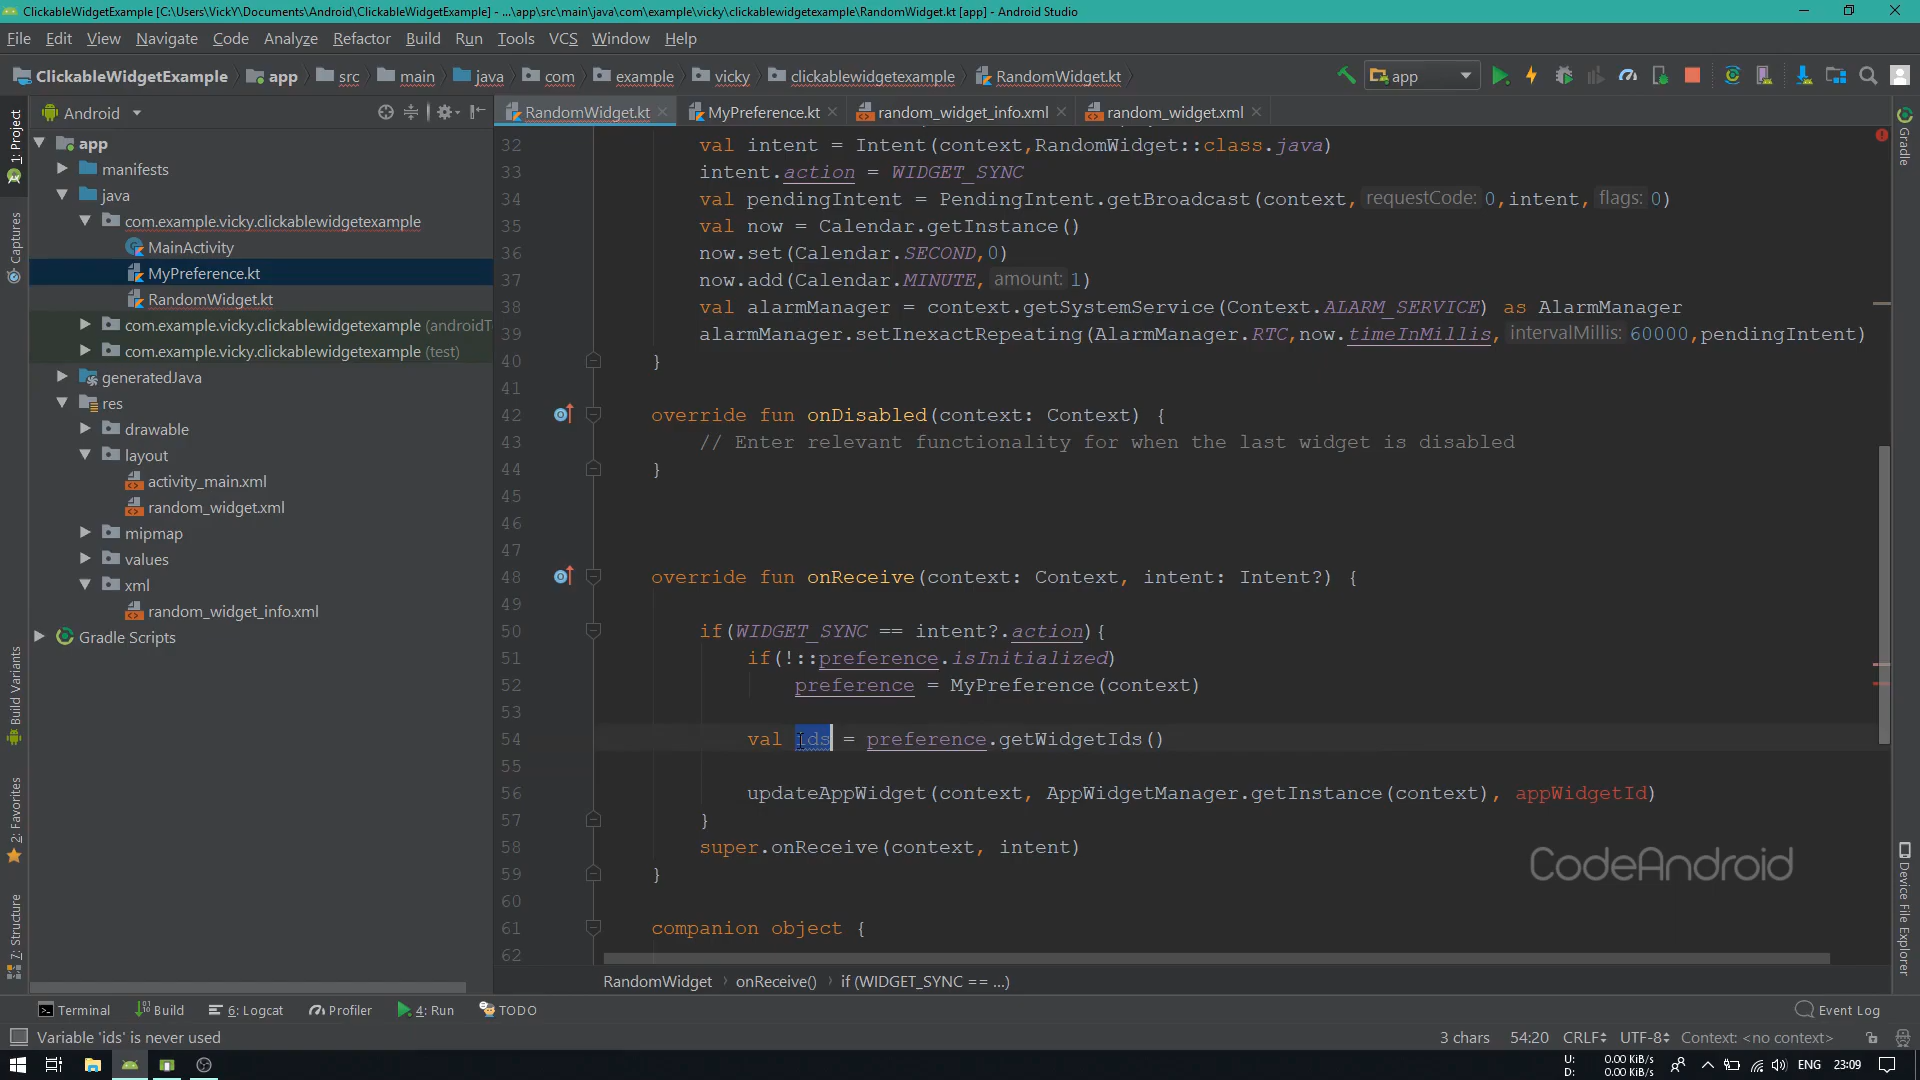 ClickableWidgetExample [C:\Users\VickY\Documents\Android\ClickableWidgetExample] - ...\app\src\main\java\com\example\vicky\clickablewidgetexample\RandomWidget.kt [app] - Android Studio
File Edit View Navigate Code Analyze Refactor Build Run Tools VCS Window Help
ClickableWidgetExample app src main java com example vicky clickablewidgetexample RandomWidget.kt app
Android RandomWidget.kt MyPreference.kt random_widget_info.xml random_widget.xml
1: Project
Captures
Build Variants
2: Favorites
7: Structure
app
manifests
java
com.example.vicky.clickablewidgetexample
MainActivity
MyPreference.kt
RandomWidget.kt
com.example.vicky.clickablewidgetexample (androidT
com.example.vicky.clickablewidgetexample (test)
generatedJava
res
drawable
layout
activity_main.xml
random_widget.xml
mipmap
values
xml
random_widget_info.xml
Gradle Scripts
32 val intent = Intent(context,RandomWidget::class.java)
33 intent.action = WIDGET_SYNC
34 val pendingIntent = PendingIntent.getBroadcast(context, requestCode: 0,intent, flags: 0)
35 val now = Calendar.getInstance()
36 now.set(Calendar.SECOND,0)
37 now.add(Calendar.MINUTE, amount: 1)
38 val alarmManager = context.getSystemService(Context.ALARM_SERVICE) as AlarmManager
39 alarmManager.setInexactRepeating(AlarmManager.RTC,now.timeInMillis, intervalMillis: 60000,pendingIntent)
40 }
41
42 override fun onDisabled(context: Context) {
43 // Enter relevant functionality for when the last widget is disabled
44 }
45
46
47
48 override fun onReceive(context: Context, intent: Intent?) {
49
50 if(WIDGET_SYNC == intent?.action){
51 if(!::preference.isInitialized)
52 preference = MyPreference(context)
53
54 val ids = preference.getWidgetIds()
55
56 updateAppWidget(context, AppWidgetManager.getInstance(context), appWidgetId)
57 }
58 super.onReceive(context, intent)
59 }
60
61 companion object {
62
CodeAndroid
Gradle
Device File Explorer
RandomWidget › onReceive() › if (WIDGET_SYNC == ...)
Terminal Build 6: Logcat Profiler 4: Run TODO Event Log
Variable 'ids' is never used 3 chars 54:20 CRLF UTF-8 Context: <no context>
U: 0.00 KiB/s
D: 0.00 KiB/s
ENG 23:09